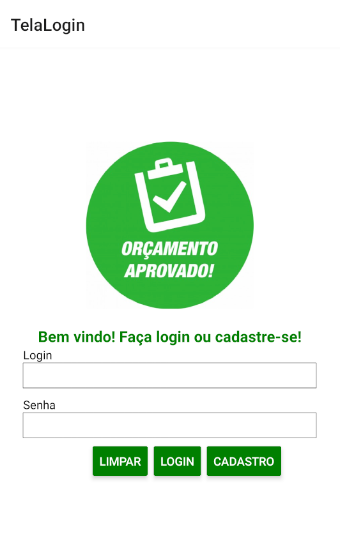 TelaLogin
ORÇAMENTO
APROVADO!
Bem vindo! Faça login ou cadastre-se!
Login
Senha
LIMPAR LOGIN CADASTRO